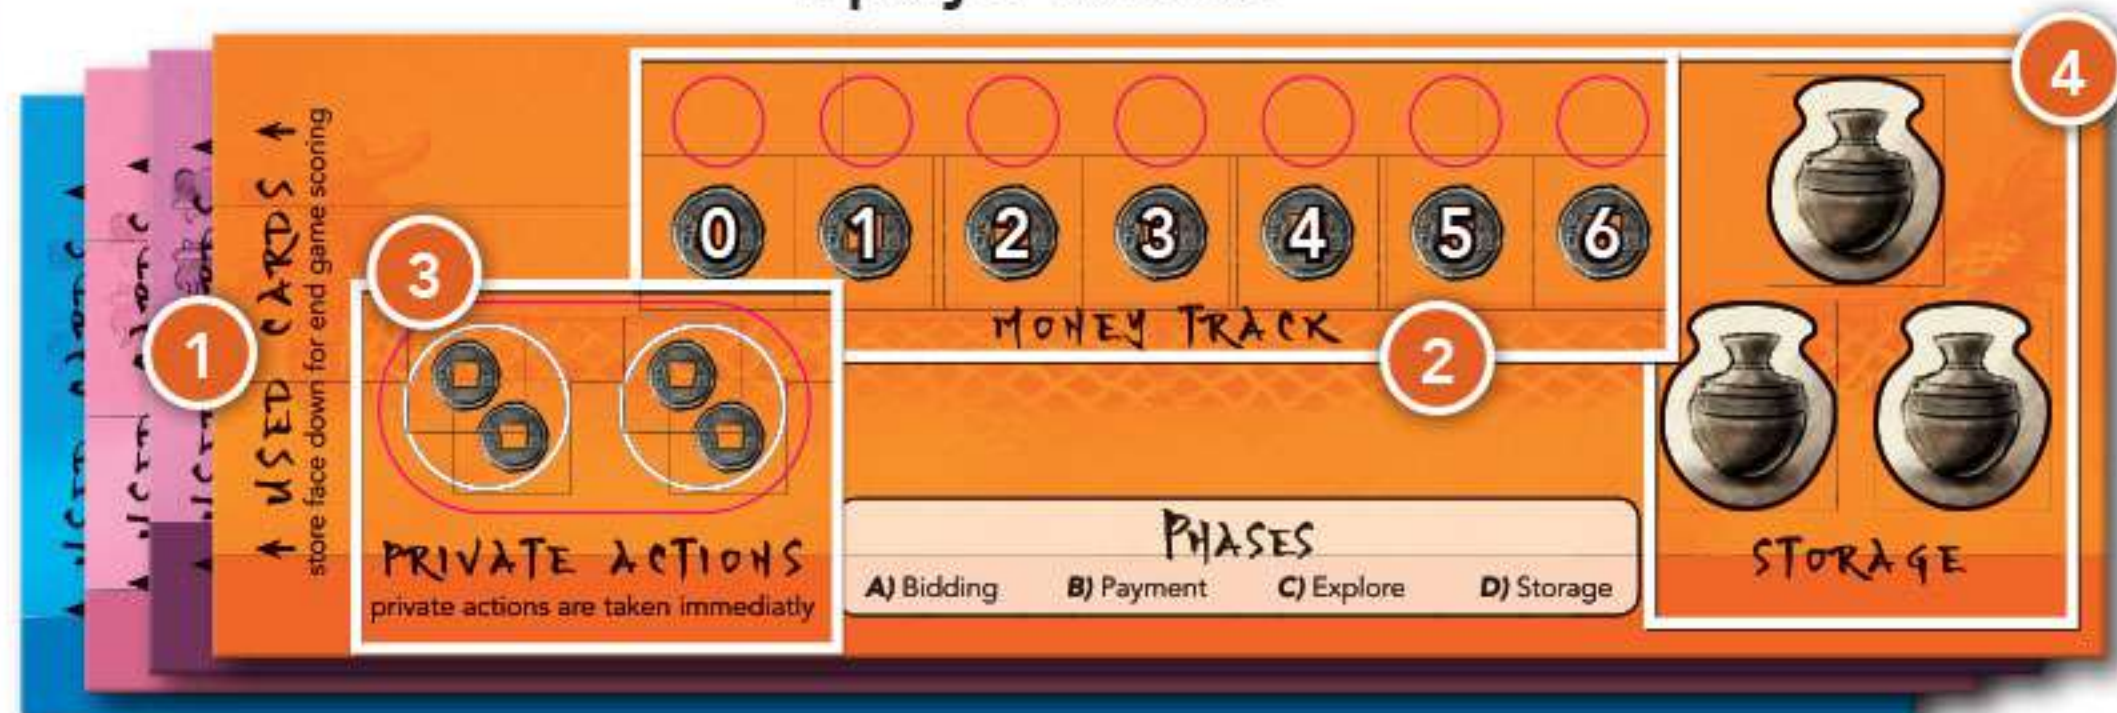 4
← USED CARDS →
store face down for end game scoring
0 1 2 3 4 5 6
MONEY TRACK
3
1
2
PRIVATE ACTIONS
private actions are taken immediatly
PHASES
A) Bidding B) Payment C) Explore D) Storage
STORAGE